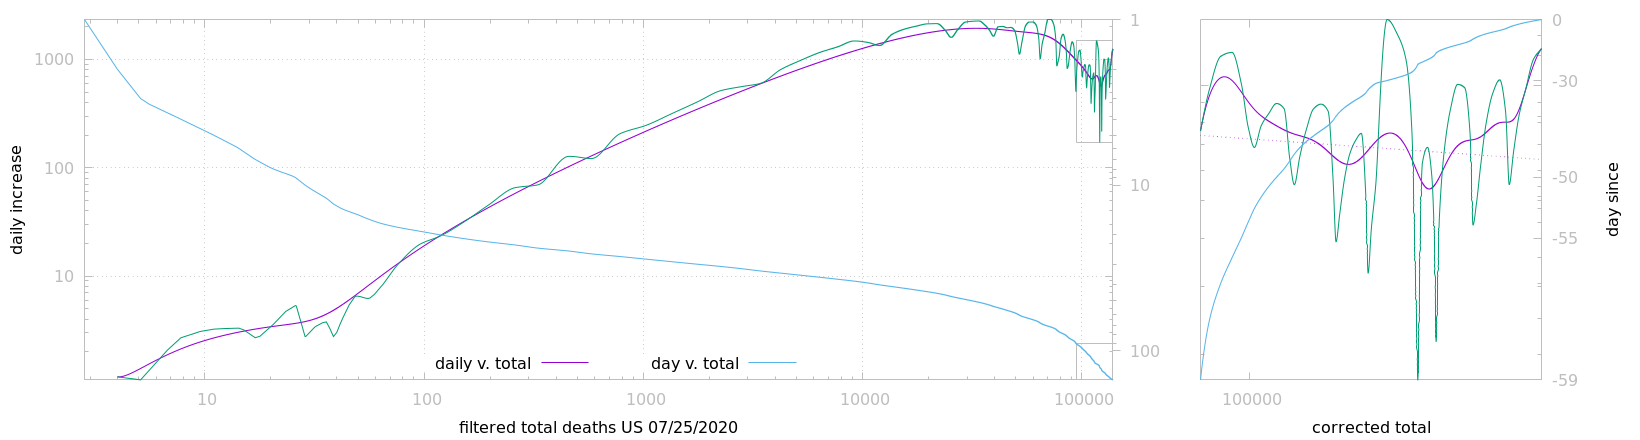 1000
100
10
daily increase
10
100
1000
10000
100000
filtered total deaths US 07/25/2020
daily v. total
day v. total
1
10
100
0
-30
-50
-55
-59
day since
100000
corrected total